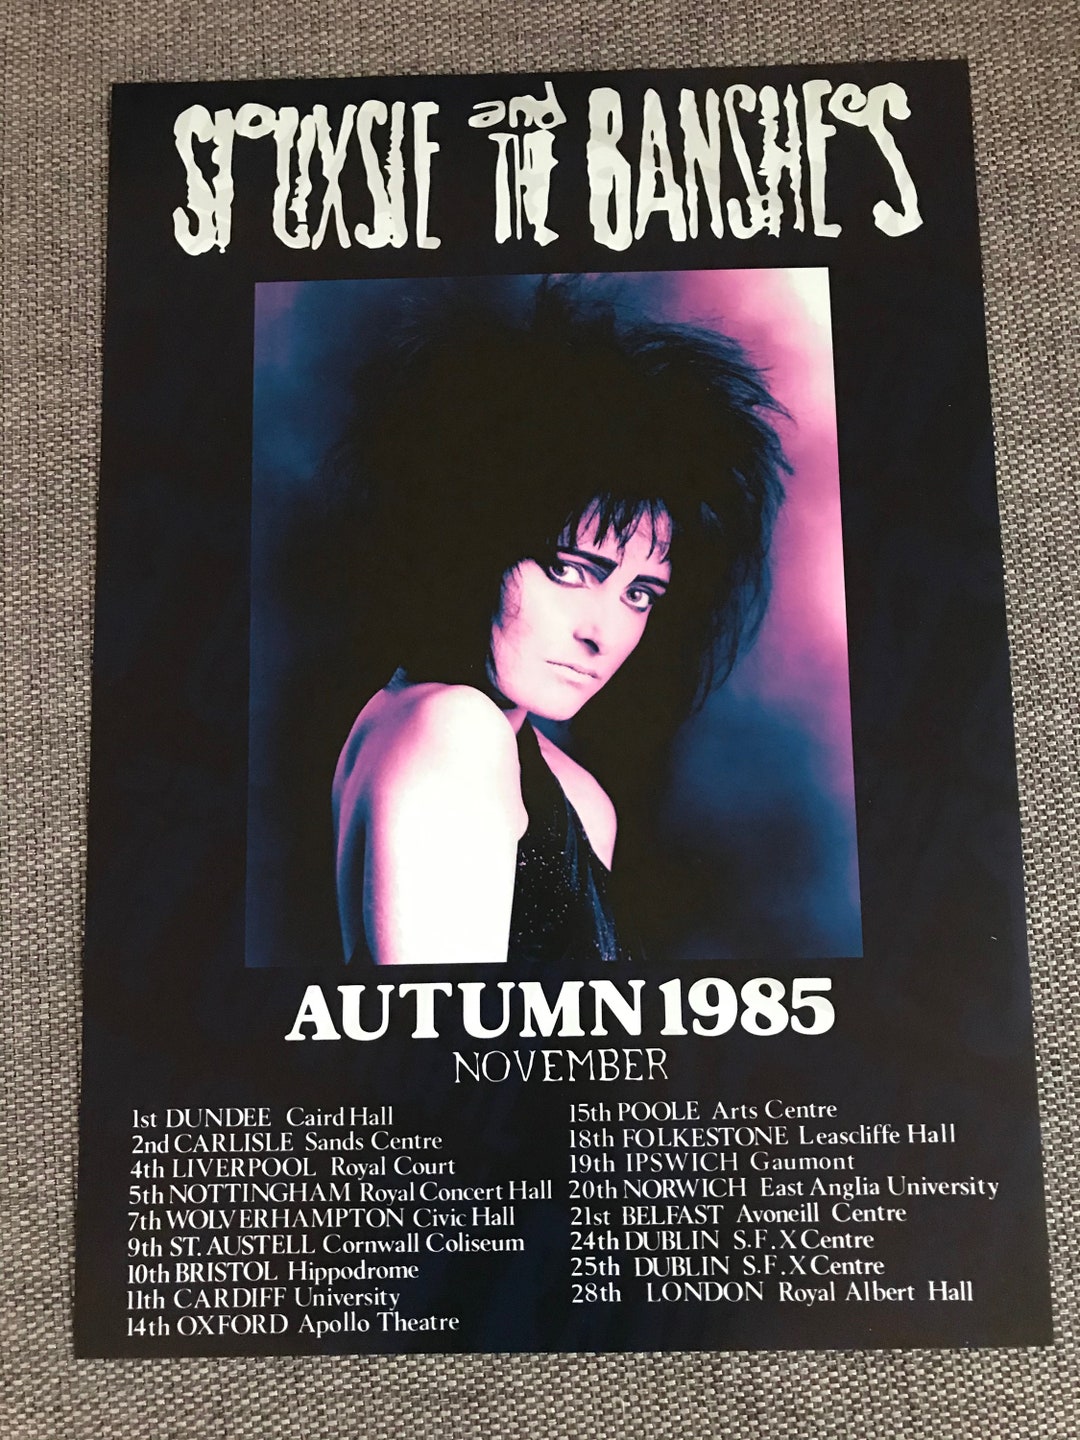 SIOUXSIE and THE BANSHEES
AUTUMN 1985
NOVEMBER
1st DUNDEE Caird Hall
2nd CARLISLE Sands Centre
4th LIVERPOOL Royal Court
5th NOTTINGHAM Royal Concert Hall
7th WOLVERHAMPTON Civic Hall
9th ST. AUSTELL Cornwall Coliseum
10th BRISTOL Hippodrome
11th CARDIFF University
14th OXFORD Apollo Theatre
15th POOLE Arts Centre
18th FOLKESTONE Leascliffe Hall
19th IPSWICH Gaumont
20th NORWICH East Anglia University
21st BELFAST Avoneill Centre
24th DUBLIN S.F.X Centre
25th DUBLIN S.F.X Centre
28th LONDON Royal Albert Hall